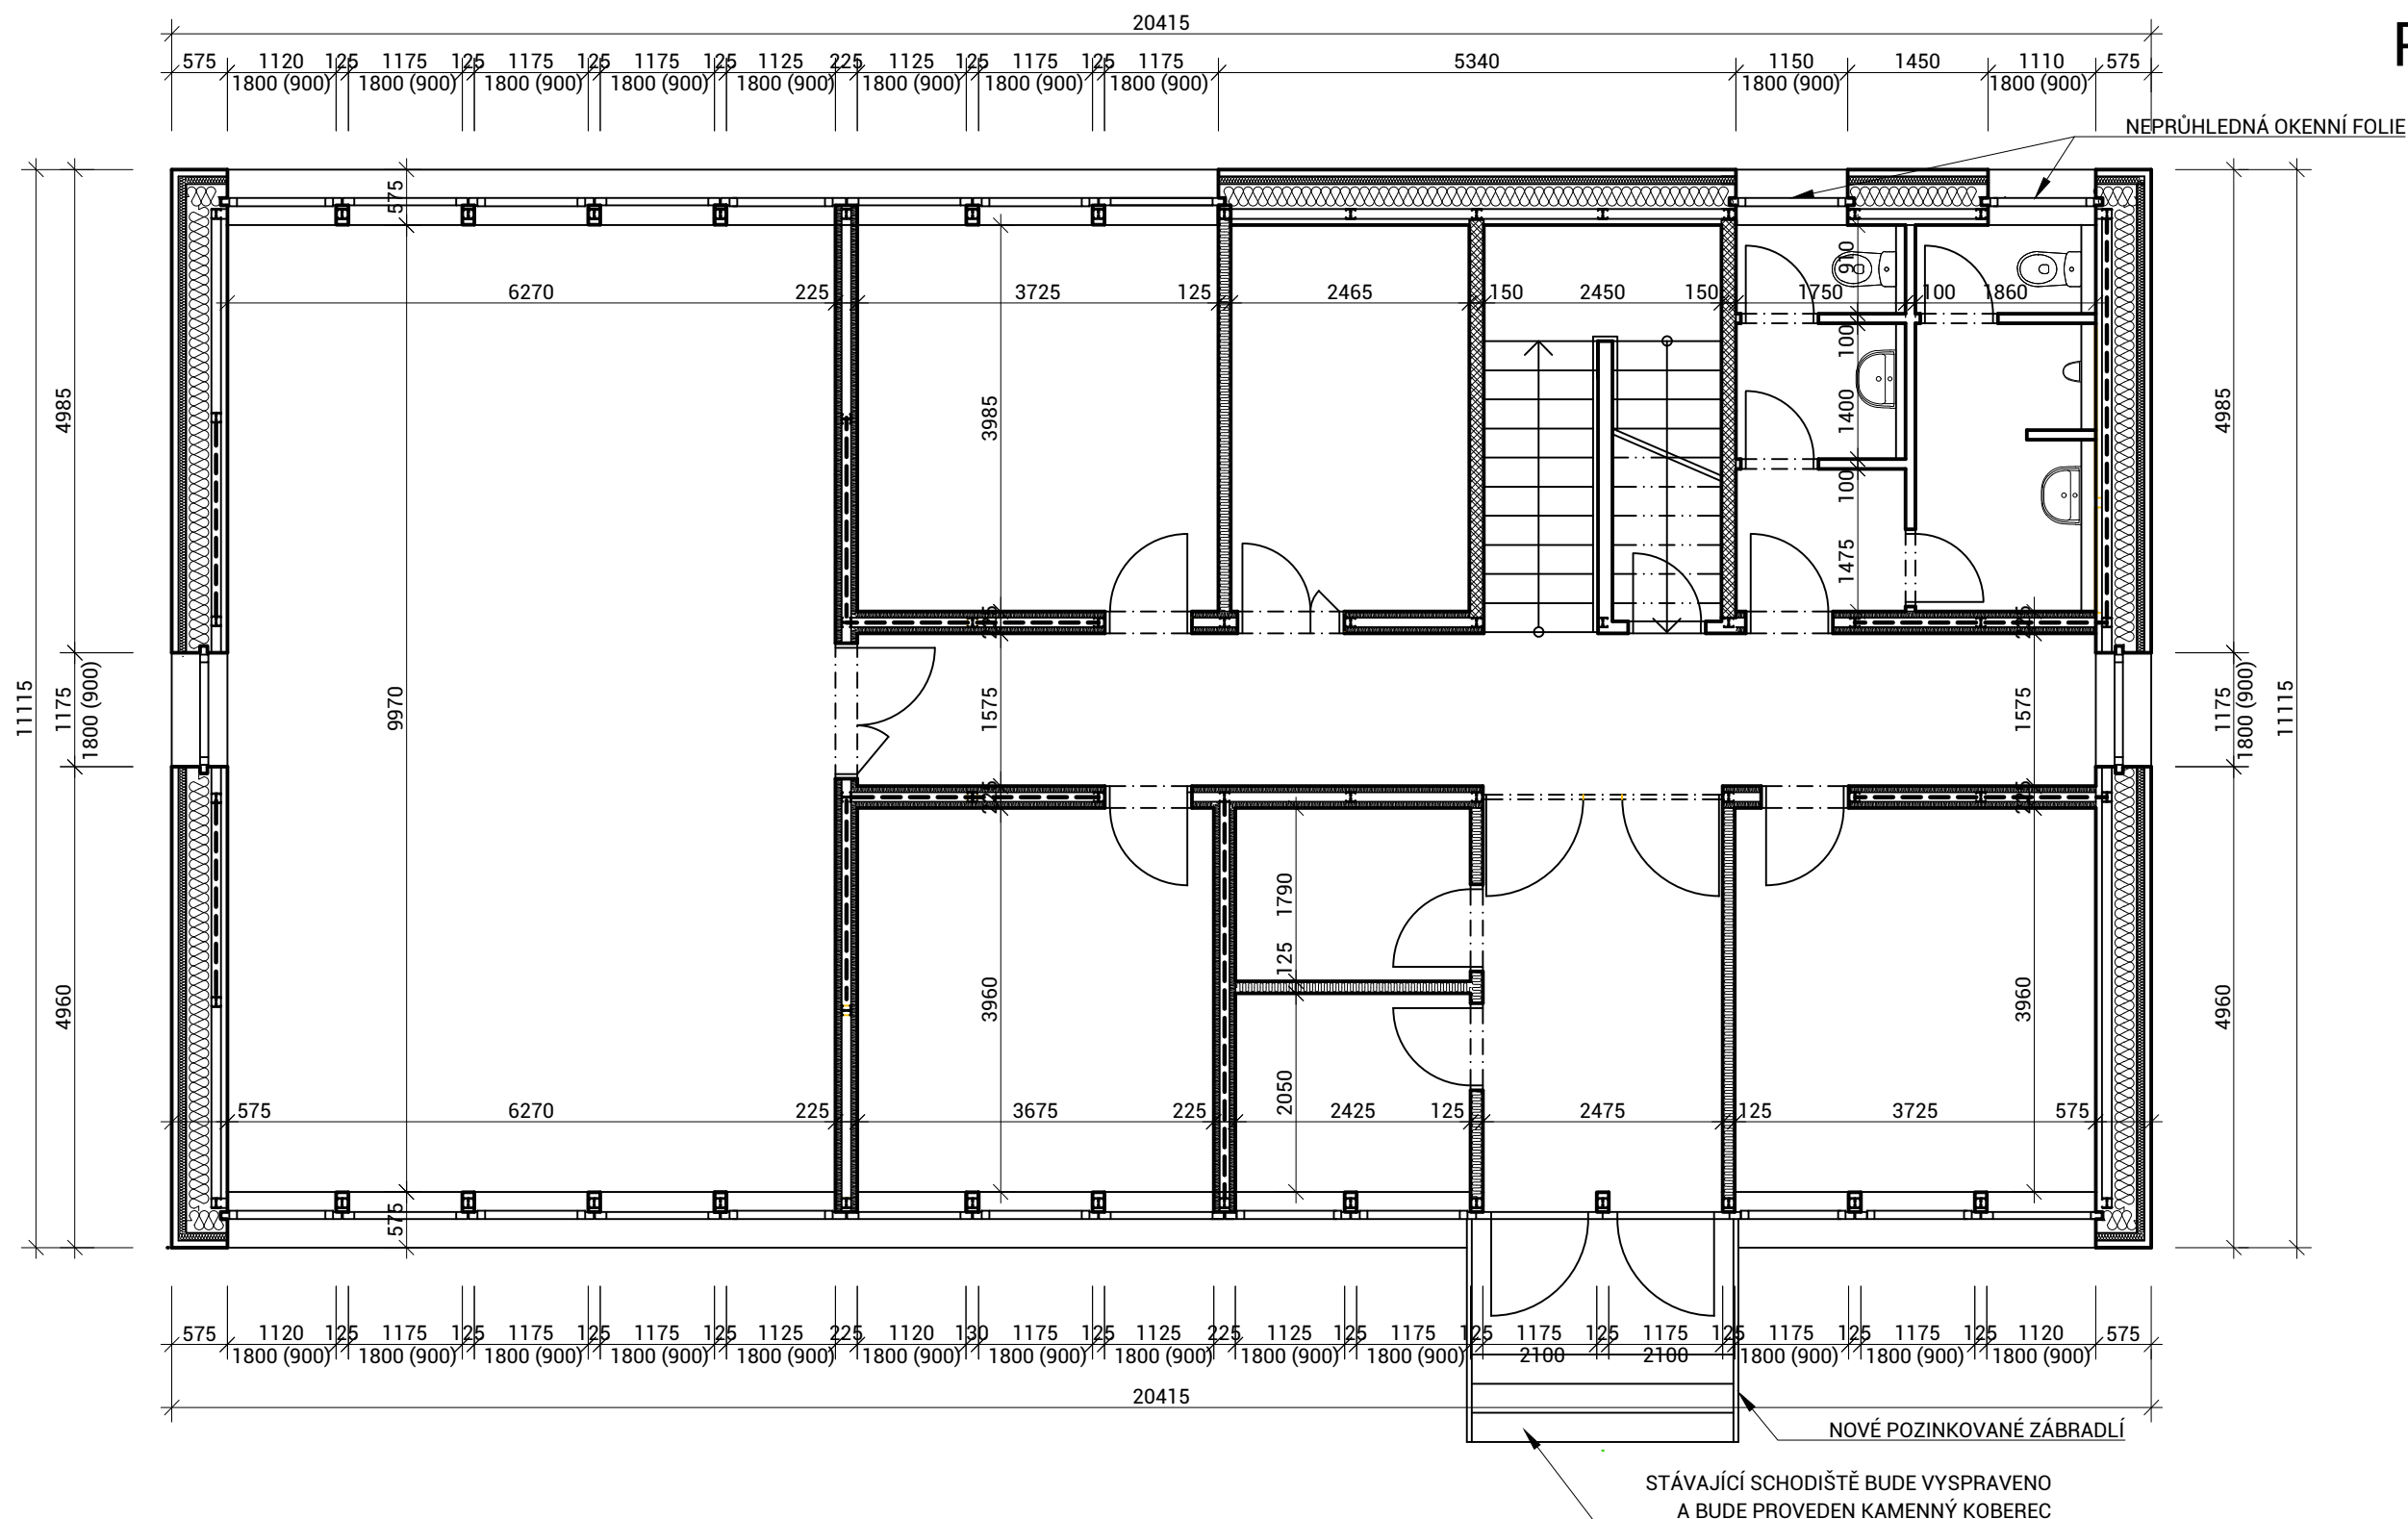 20415
575 1120 125 1175 125 1175 125 1175 125 1125 225 1125 125 1175 125 1175 5340 1150 1450 1110 575
1800 (900) 1800 (900) 1800 (900) 1800 (900) 1800 (900) 1800 (900) 1800 (900) 1800 (900) 1800 (900) 1800 (900)
NEPRŮHLEDNÁ OKENNÍ FOLIE
575
910
6270 225 3725 125 2465 150 2450 150 1750 100 1860
100
4985 3985 1400 4985
100
1475
225 225
11115 1175 1800 (900) 9970 1575 1575 1175 1800 (900) 11115
225 225
1790
125
4960 3960 3960 4960
2050
575 6270 225 3675 225 2425 125 2475 125 3725 575
575
575 1120 125 1175 125 1175 125 1175 125 1125 225 1120 130 1175 125 1125 225 1125 125 1175 125 1175 125 1175 125 1175 125 1175 125 1120 575
1800 (900) 1800 (900) 1800 (900) 1800 (900) 1800 (900) 1800 (900) 1800 (900) 1800 (900) 1800 (900) 1800 (900) 2100 2100 1800 (900) 1800 (900) 1800 (900)
20415
NOVÉ POZINKOVANÉ ZÁBRADLÍ
STÁVAJÍCÍ SCHODIŠTĚ BUDE VYSPRAVENO
A BUDE PROVEDEN KAMENNÝ KOBEREC